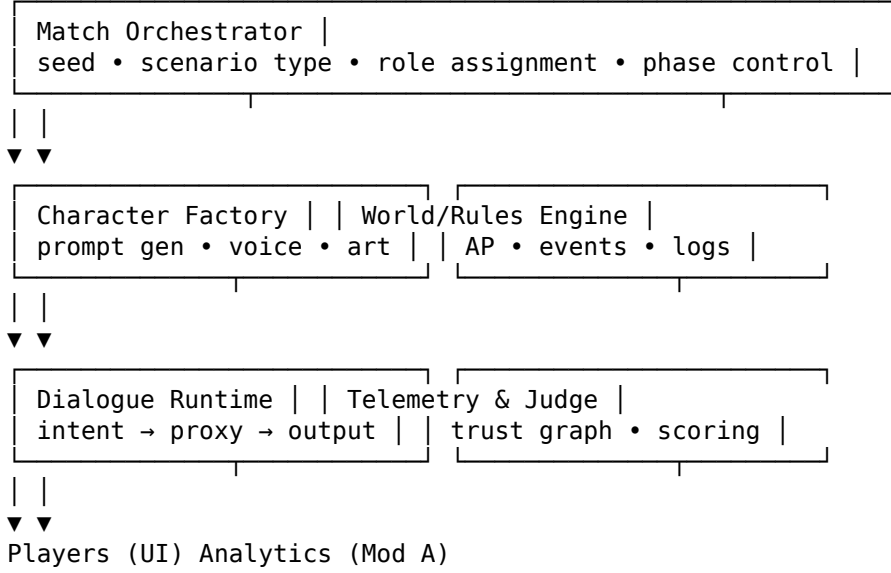 Match Orchestrator │
seed • scenario type • role assignment • phase control │
│ │
▼ ▼
Character Factory │ │ World/Rules Engine │
prompt gen • voice • art │ │ AP • events • logs │
│ │
▼ ▼
Dialogue Runtime │ │ Telemetry & Judge │
intent → proxy → output │ │ trust graph • scoring │
│ │
▼ ▼
Players (UI) Analytics (Mod A)